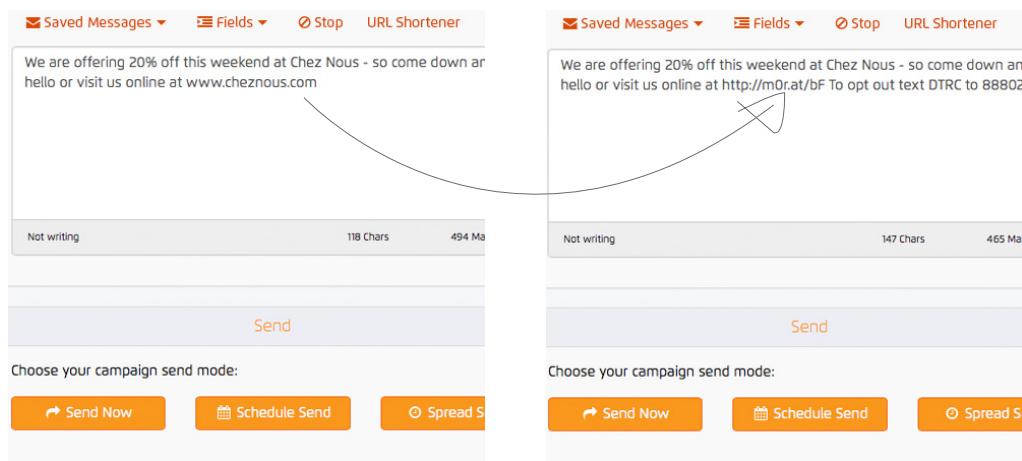 Saved Messages Fields Stop URL Shortener
We are offering 20% off this weekend at Chez Nous - so come down
hello or visit us online at www.cheznous.com
Not writing 118 Chars 494
Send
Choose your campaign send mode:
Send Now Schedule Send Spread
Saved Messages Fields Stop URL Shortener
We are offering 20% off this weekend at Chez Nous - so come down
hello or visit us online at http://m0r.at/bF To opt out text DTRC to 88802
Not writing 147 Chars 465
Send
Choose your campaign send mode:
Send Now Schedule Send Spread